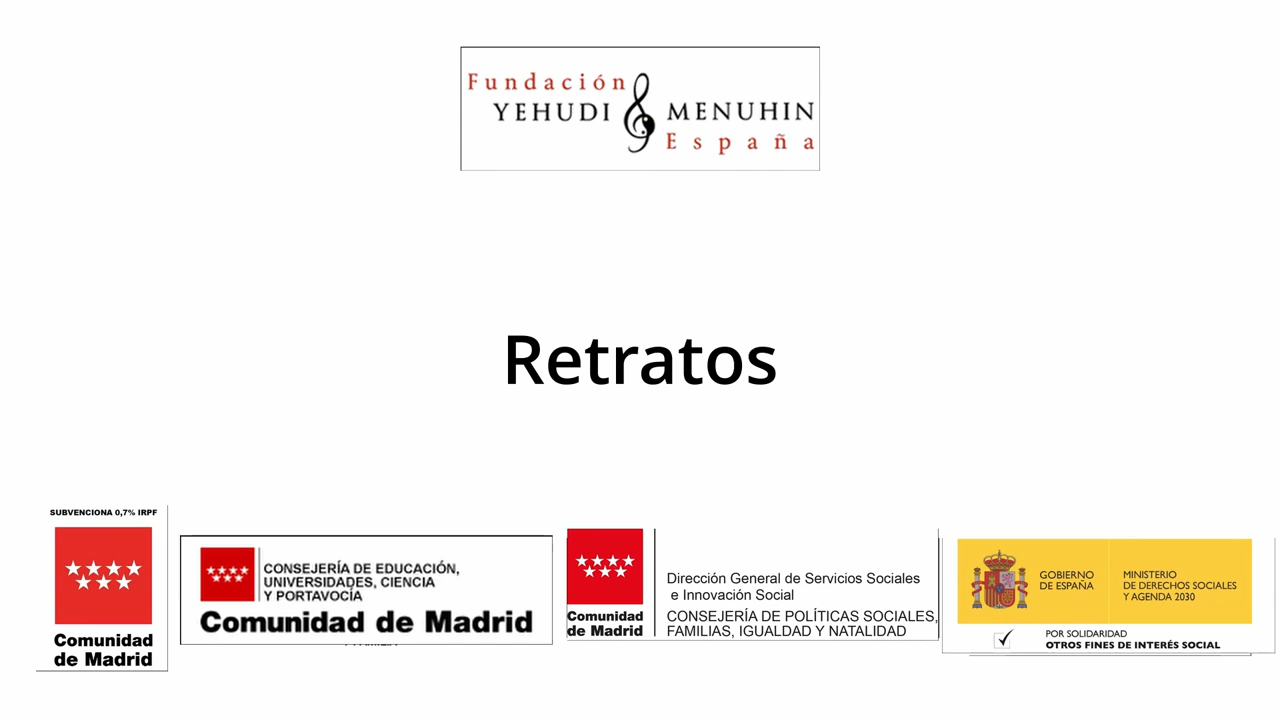 Fundación
YEHUDI MENUHIN
España
Retratos
SUBVENCIONA 0,7% IRPF
Comunidad
de Madrid
CONSEJERÍA DE EDUCACIÓN,
UNIVERSIDADES, CIENCIA
Y PORTAVOCÍA
Comunidad de Madrid
Comunidad
de Madrid
Dirección General de Servicios Sociales
e Innovación Social
CONSEJERÍA DE POLÍTICAS SOCIALES,
FAMILIAS, IGUALDAD Y NATALIDAD
GOBIERNO
DE ESPAÑA
MINISTERIO
DE DERECHOS SOCIALES
Y AGENDA 2030
POR SOLIDARIDAD
OTROS FINES DE INTERÉS SOCIAL